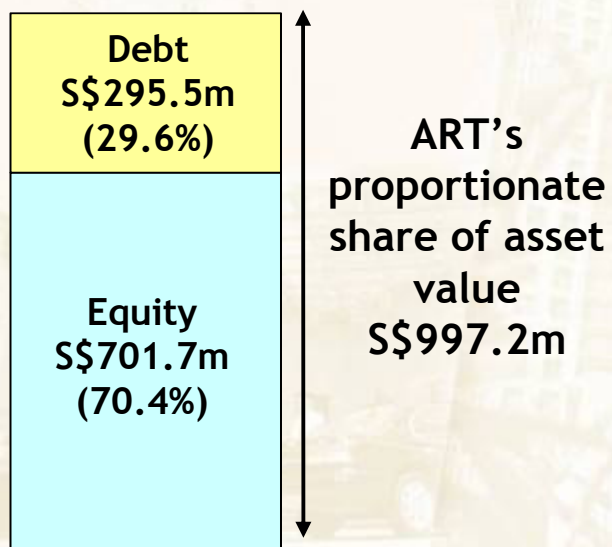 Debt
S$295.5m
(29.6%)
Equity
S$701.7m
(70.4%)
ART’s
proportionate
share of asset
value
S$997.2m